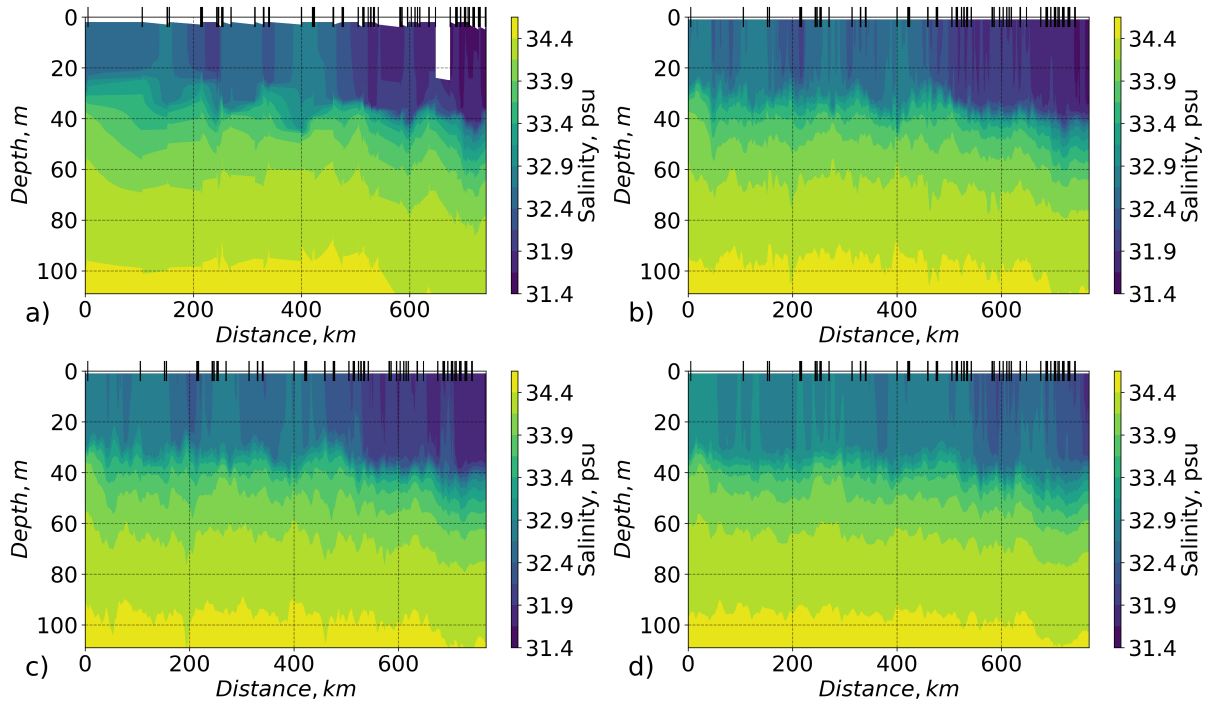 0
20
40
60
80
100
Depth, m
0 200 400 600
Distance, km
a)
34.4
33.9
33.4
32.9
32.4
31.9
31.4
Salinity, psu
0
20
40
60
80
100
Depth, m
0 200 400 600
Distance, km
b)
34.4
33.9
33.4
32.9
32.4
31.9
31.4
Salinity, psu
0
20
40
60
80
100
Depth, m
0 200 400 600
Distance, km
c)
34.4
33.9
33.4
32.9
32.4
31.9
31.4
Salinity, psu
0
20
40
60
80
100
Depth, m
0 200 400 600
Distance, km
d)
34.4
33.9
33.4
32.9
32.4
31.9
31.4
Salinity, psu